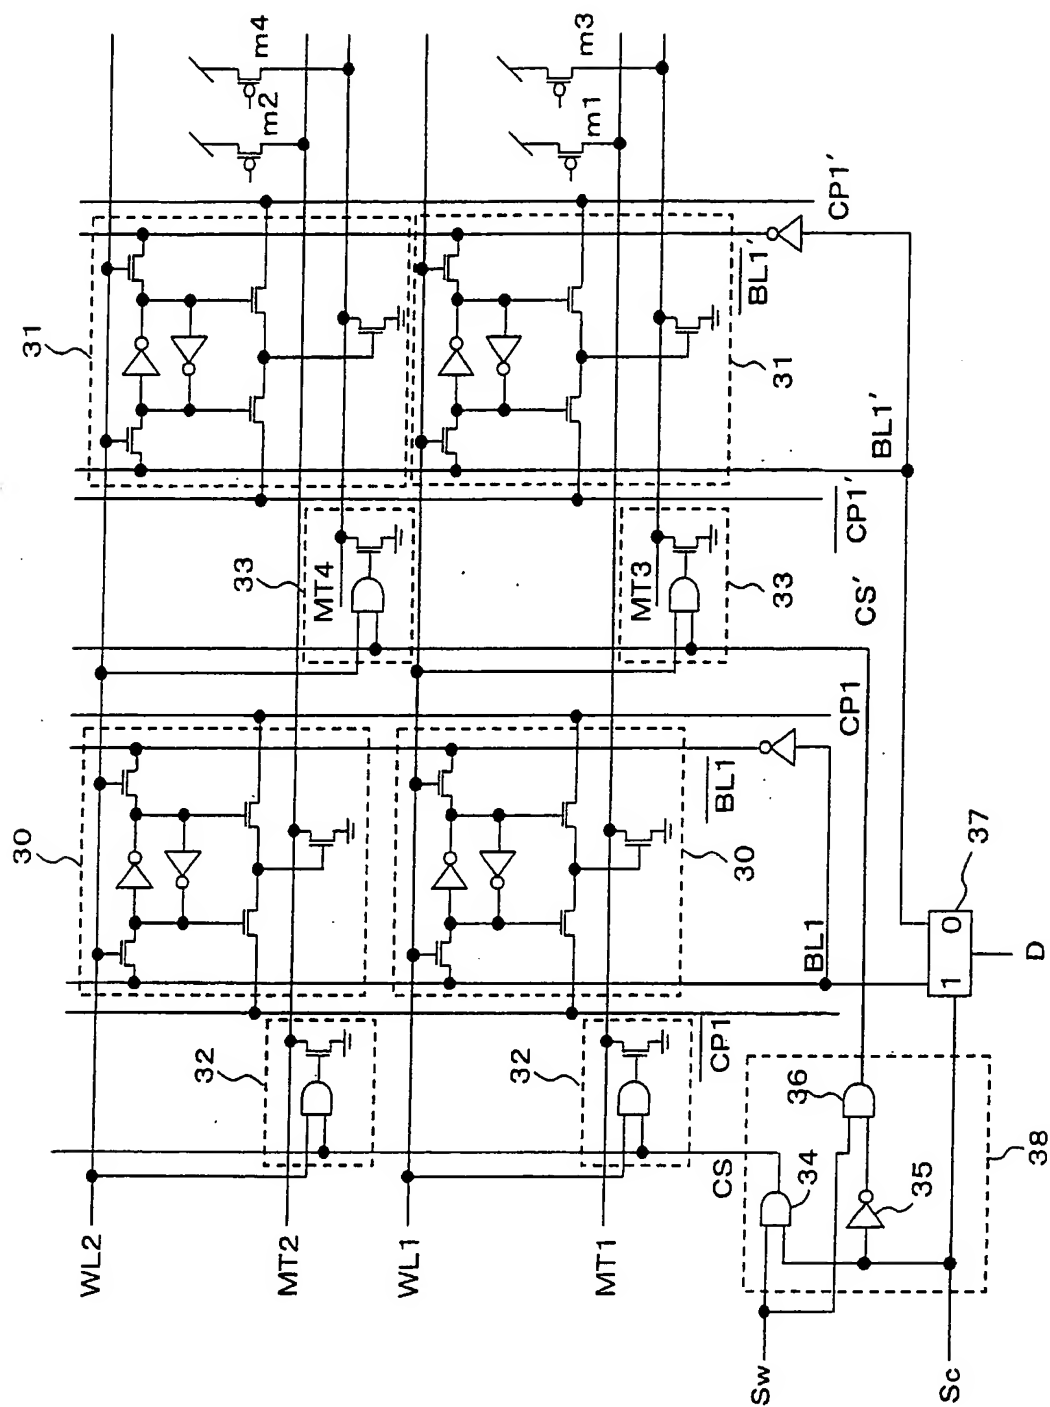 WL2
MT2
WL1
MT1
Sw
Sc
32
32
CS
34
35
36
38
30
30
BL1
CP1
BL1
CP1
37
1
0
D
33
MT4
33
MT3
CS′
CP1′
BL1′
31
31
BL1′
CP1′
m2
m4
m1
m3